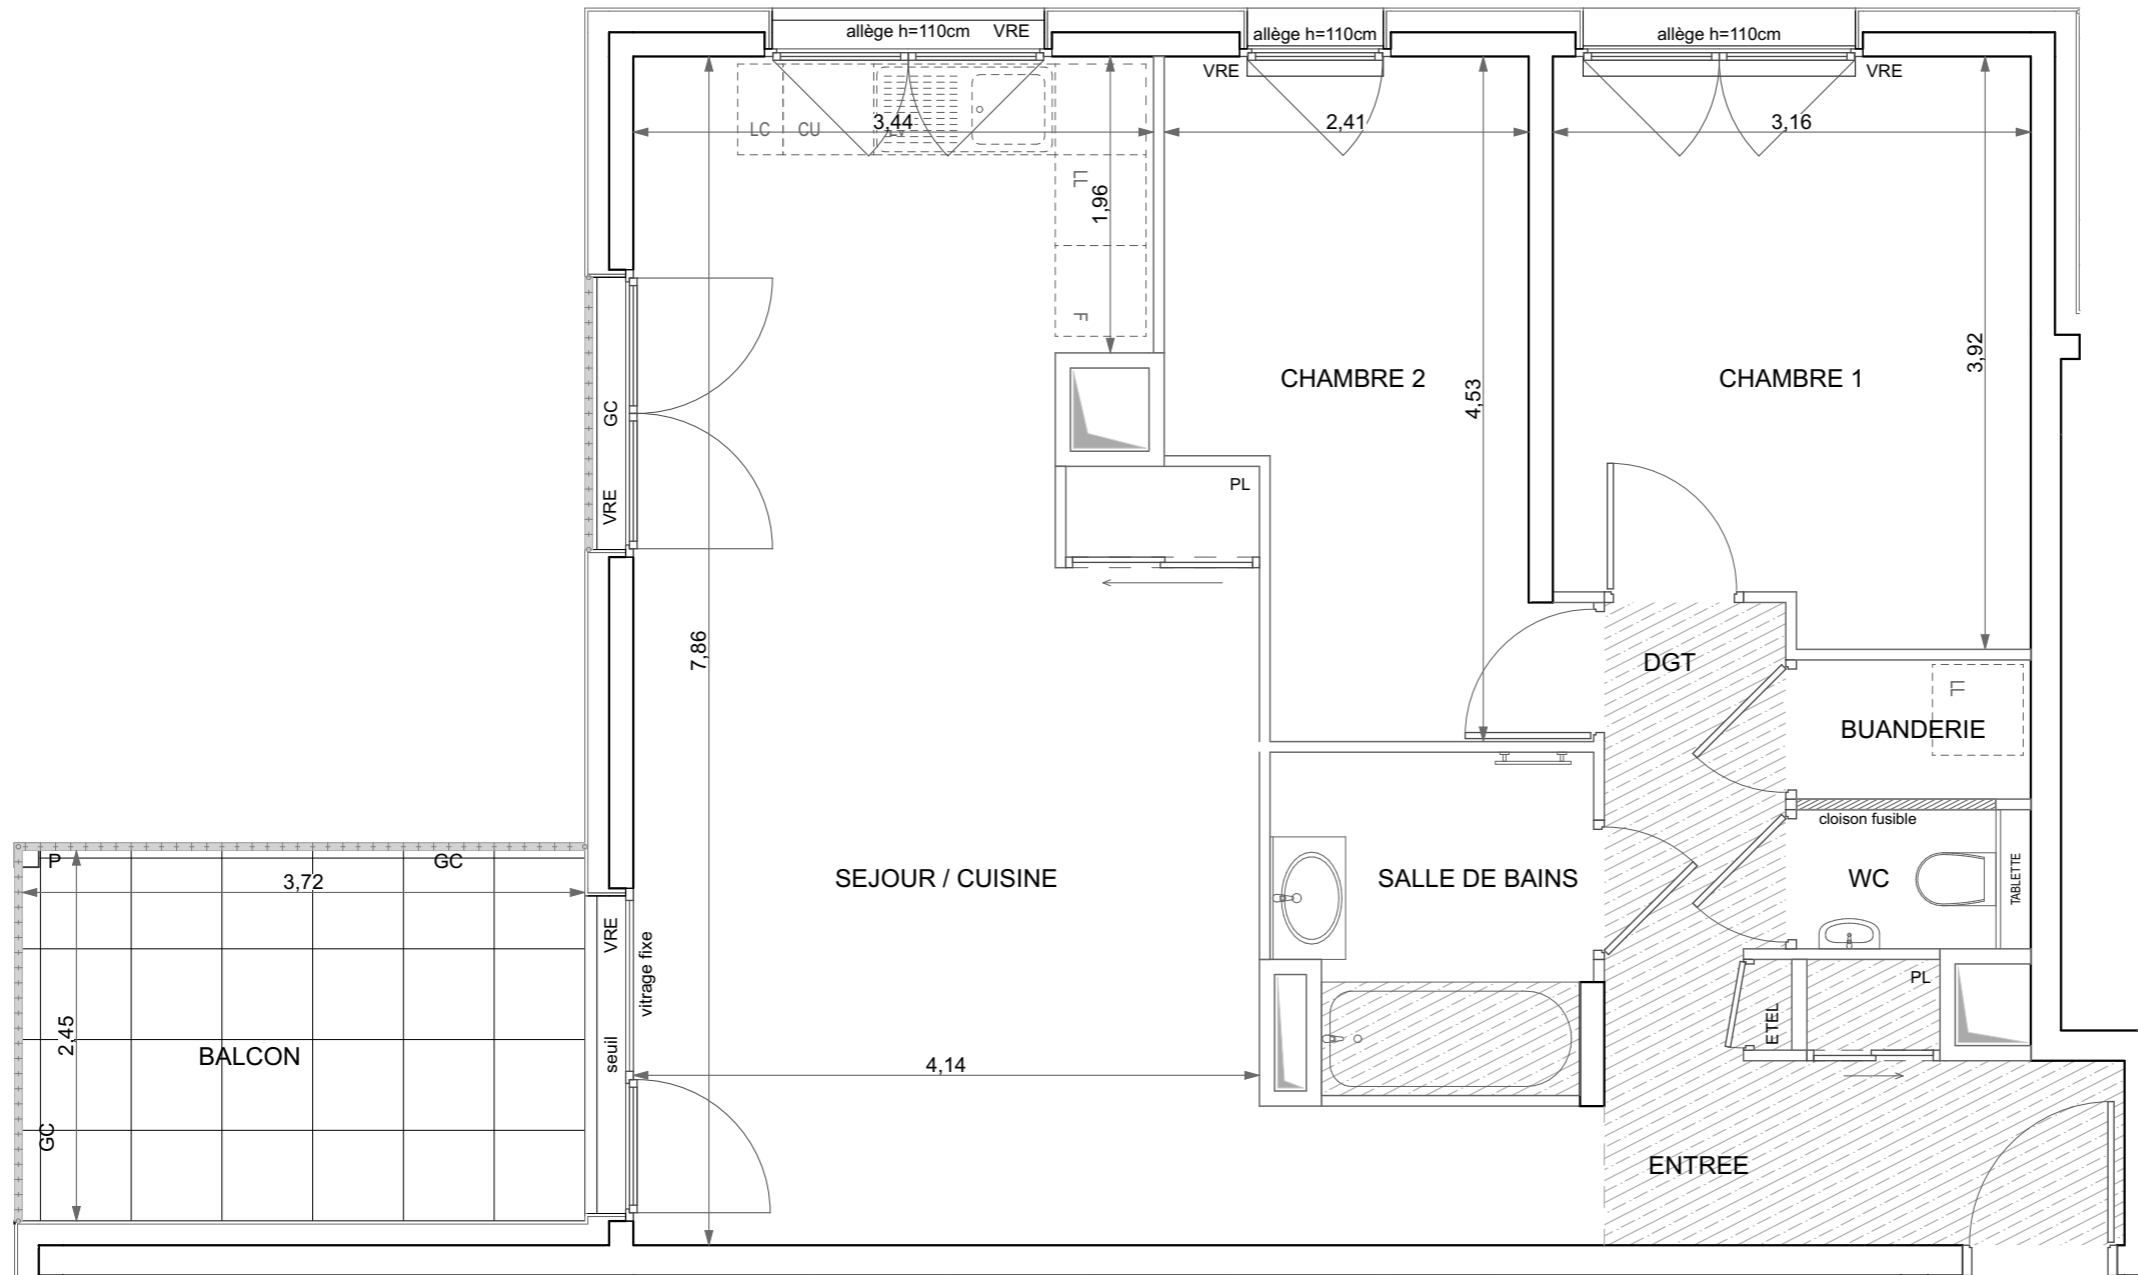 allège h=110cm VRE
allège h=110cm
allège h=110cm
VRE
VRE
LC
CU
3,44
2,41
3,16
LL
1,96
F
GC
VRE
CHAMBRE 2
CHAMBRE 1
3,92
4,53
PL
7,86
DGT
LL
BUANDERIE
cloison fusible
P
GC
3,72
SEJOUR / CUISINE
SALLE DE BAINS
WC
TABLETTE
VRE
vitrage fixe
PL
ETEL
2,45
BALCON
seuil
4,14
GC
ENTREE